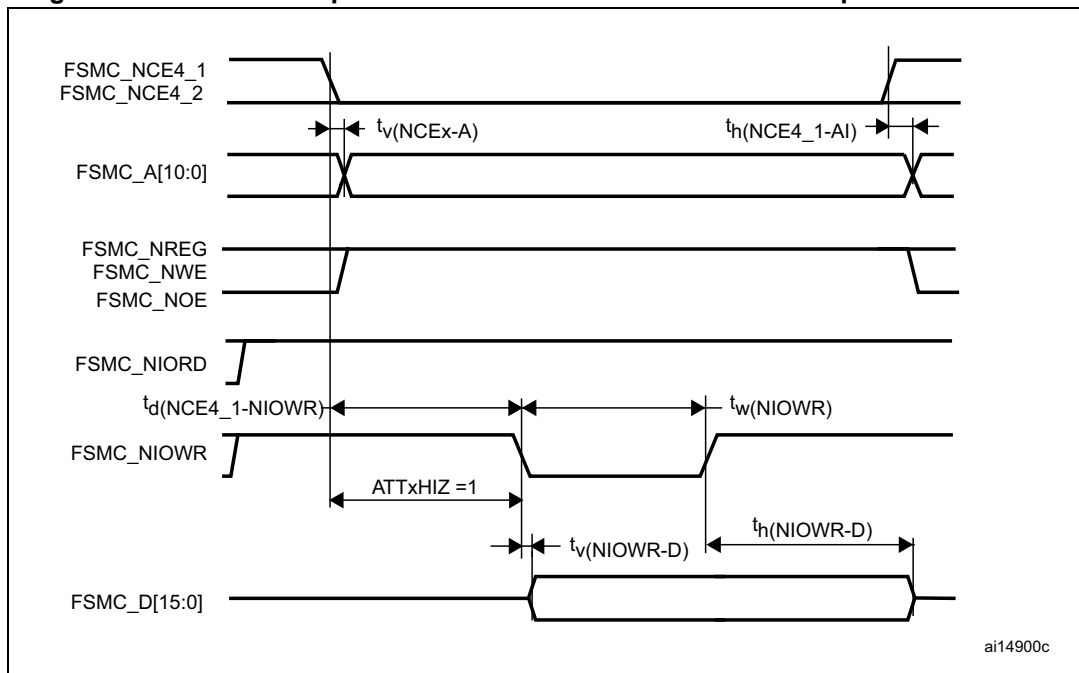 FSMC_NCE4_1
FSMC_NCE4_2
tv(NCEx-A)
th(NCE4_1-AI)
FSMC_A[10:0]
FSMC_NREG
FSMC_NWE
FSMC_NOE
FSMC_NIORD
td(NCE4_1-NIOWR)
tw(NIOWR)
FSMC_NIOWR
ATTxHIZ =1
th(NIOWR-D)
tv(NIOWR-D)
FSMC_D[15:0]
ai14900c